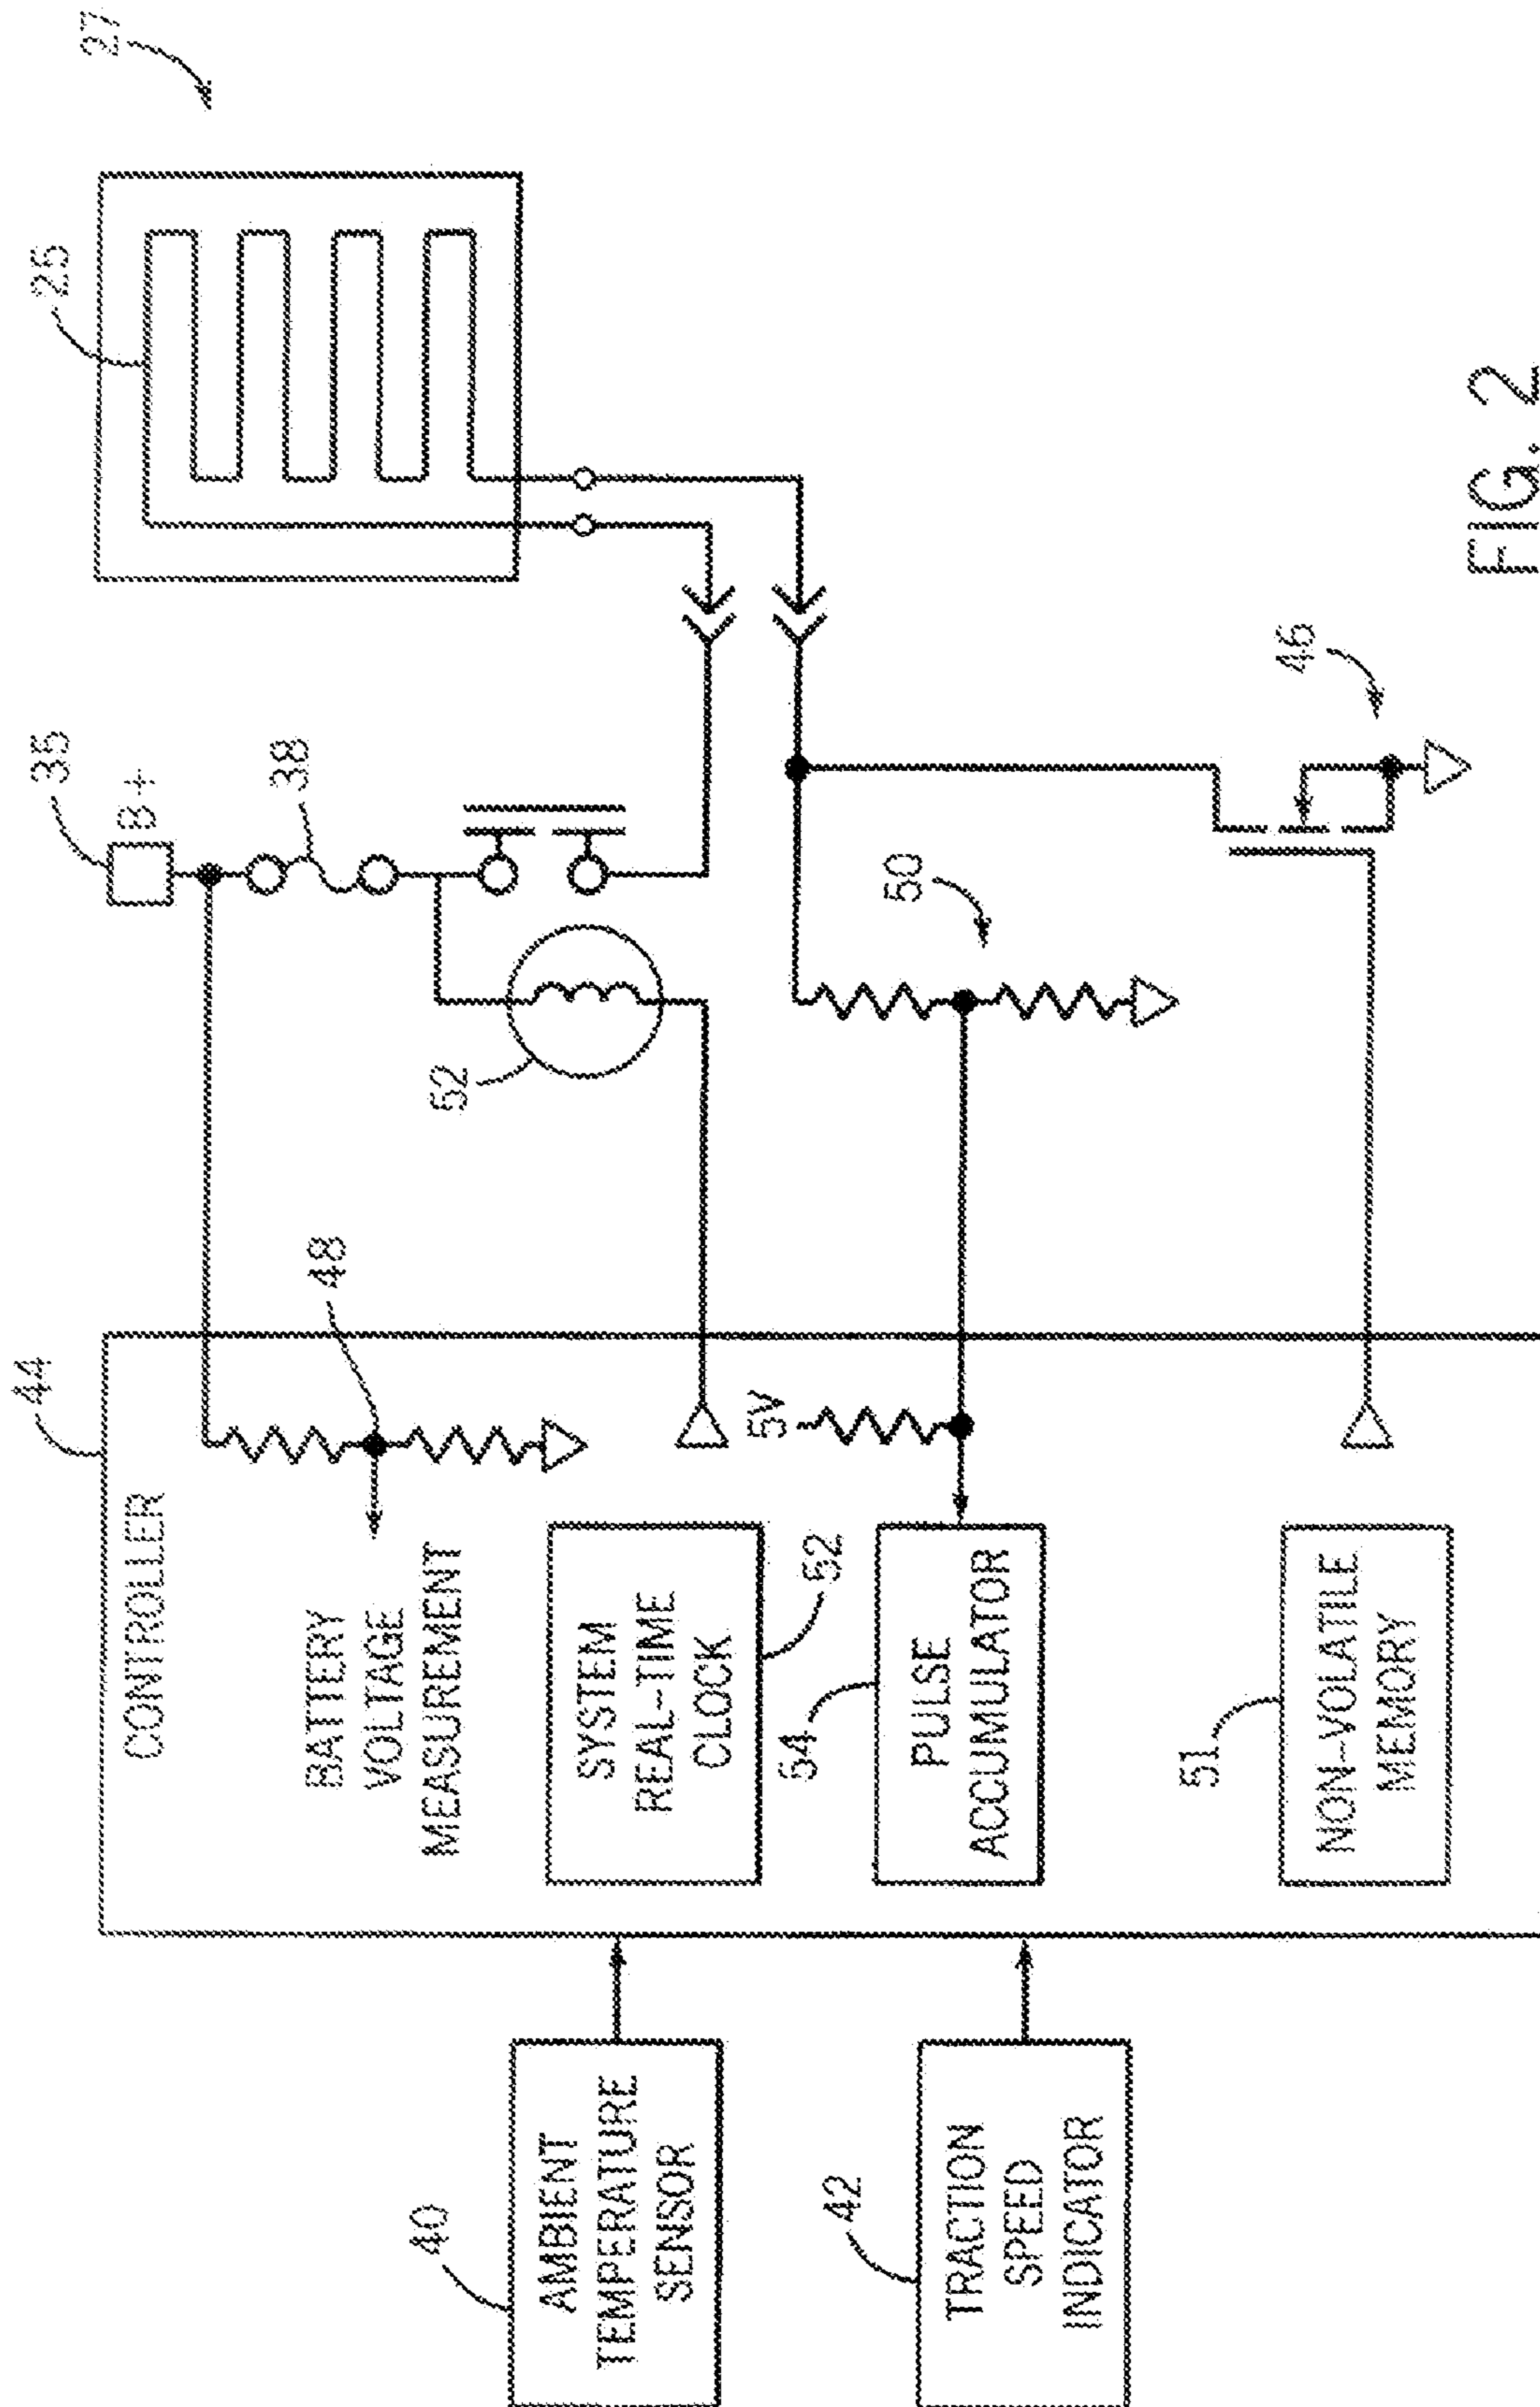 27
25
35
B+
38
52
50
46
44
CONTROLLER
48
BATTERY
VOLTAGE
MEASUREMENT
SYSTEM
REAL-TIME
CLOCK
52
5V
54
PULSE
ACCUMULATOR
51
NON-VOLATILE
MEMORY
40
AMBIENT
TEMPERATURE
SENSOR
42
TRACTION
SPEED
INDICATOR
FIG. 2